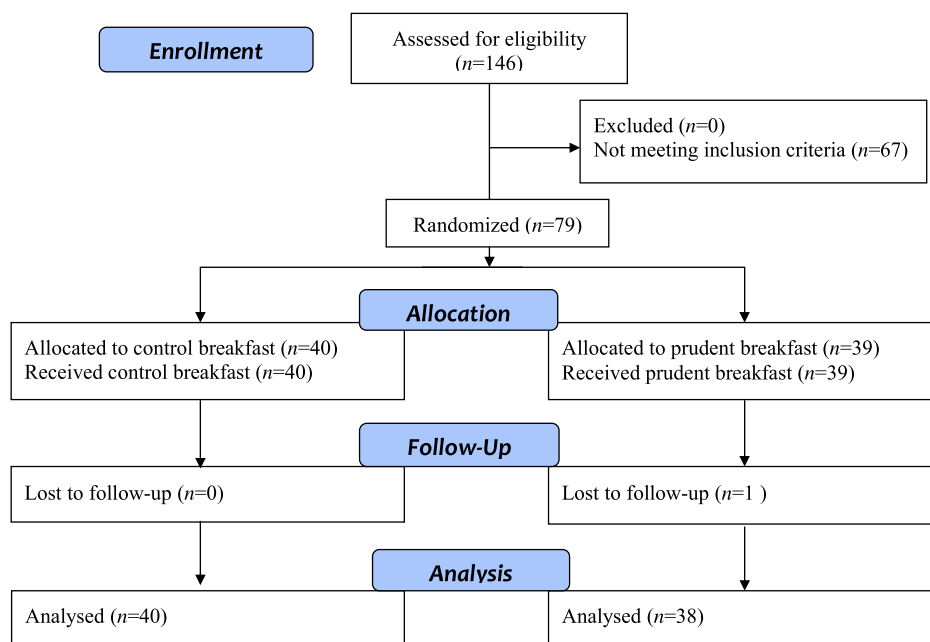 Enrollment
Assessed for eligibility
(n=146)
Excluded (n=0)
Not meeting inclusion criteria (n=67)
Randomized (n=79)
Allocation
Allocated to control breakfast (n=40)
Received control breakfast (n=40)
Allocated to prudent breakfast (n=39)
Received prudent breakfast (n=39)
Follow-Up
Lost to follow-up (n=0)
Lost to follow-up (n=1 )
Analysis
Analysed (n=40)
Analysed (n=38)